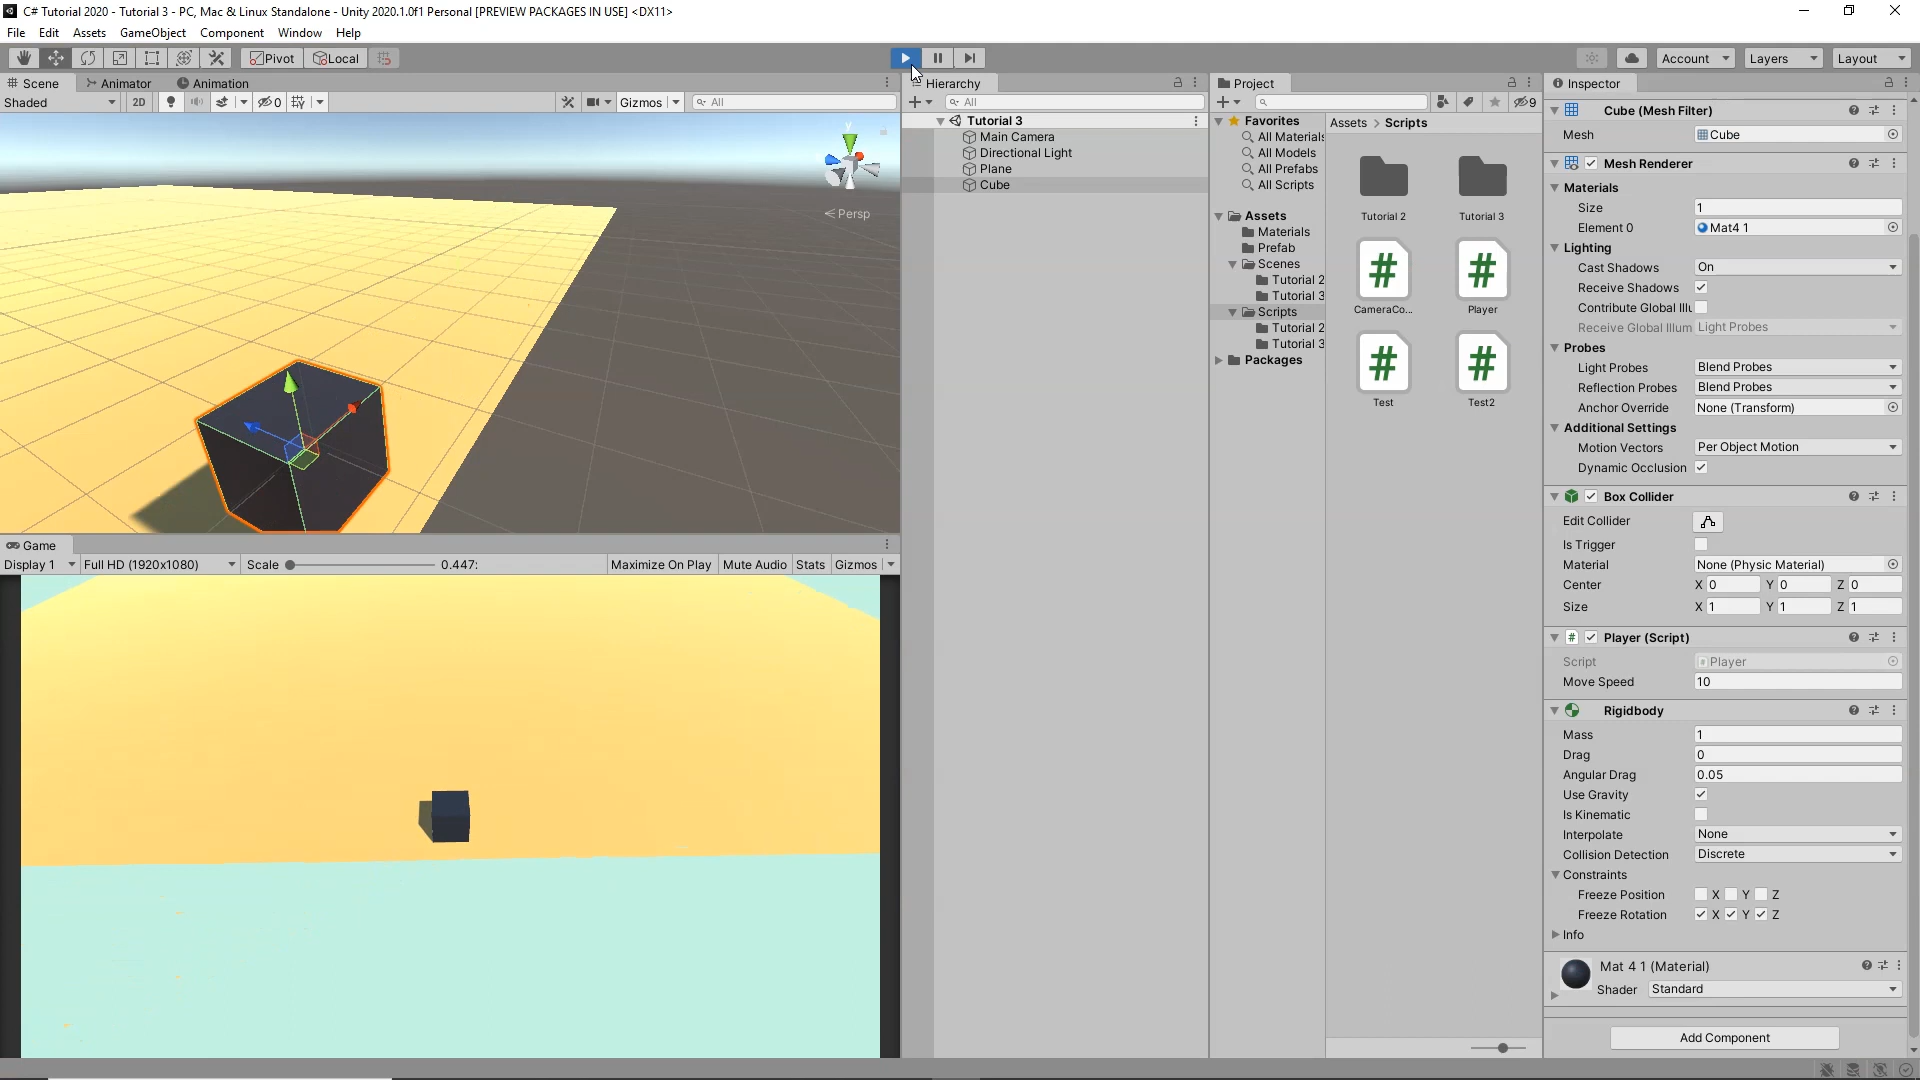 C# Tutorial 2020 - Tutorial 3 - PC, Mac & Linux Standalone - Unity 2020.1.0f1 Personal [PREVIEW PACKAGES IN USE] <DX11>
File Edit Assets GameObject Component Window Help
Pivot Local Account Layers Layout
Scene Animator Animation
Shaded 2D 0 Gizmos All
y
Persp
Game
Display 1 Full HD (1920x1080) Scale 0.447: Maximize On Play Mute Audio Stats Gizmos
Hierarchy
All
Tutorial 3
Main Camera
Directional Light
Plane
Cube
Project
9
Favorites
All Materials
All Models
All Prefabs
All Scripts
Assets
Materials
Prefab
Scenes
Tutorial 2
Tutorial 3
Scripts
Tutorial 2
Tutorial 3
Packages
Assets > Scripts
Tutorial 2 Tutorial 3
CameraCo... Player
Test Test2
Inspector
Cube (Mesh Filter)
Mesh Cube
Mesh Renderer
Materials
Size 1
Element 0 Mat4 1
Lighting
Cast Shadows On
Receive Shadows
Contribute Global Illu
Receive Global Illum Light Probes
Probes
Light Probes Blend Probes
Reflection Probes Blend Probes
Anchor Override None (Transform)
Additional Settings
Motion Vectors Per Object Motion
Dynamic Occlusion
Box Collider
Edit Collider
Is Trigger
Material None (Physic Material)
Center X 0 Y 0 Z 0
Size X 1 Y 1 Z 1
# Player (Script)
Script Player
Move Speed 10
Rigidbody
Mass 1
Drag 0
Angular Drag 0.05
Use Gravity
Is Kinematic
Interpolate None
Collision Detection Discrete
Constraints
Freeze Position X Y Z
Freeze Rotation X Y Z
Info
Mat 4 1 (Material)
Shader Standard
Add Component